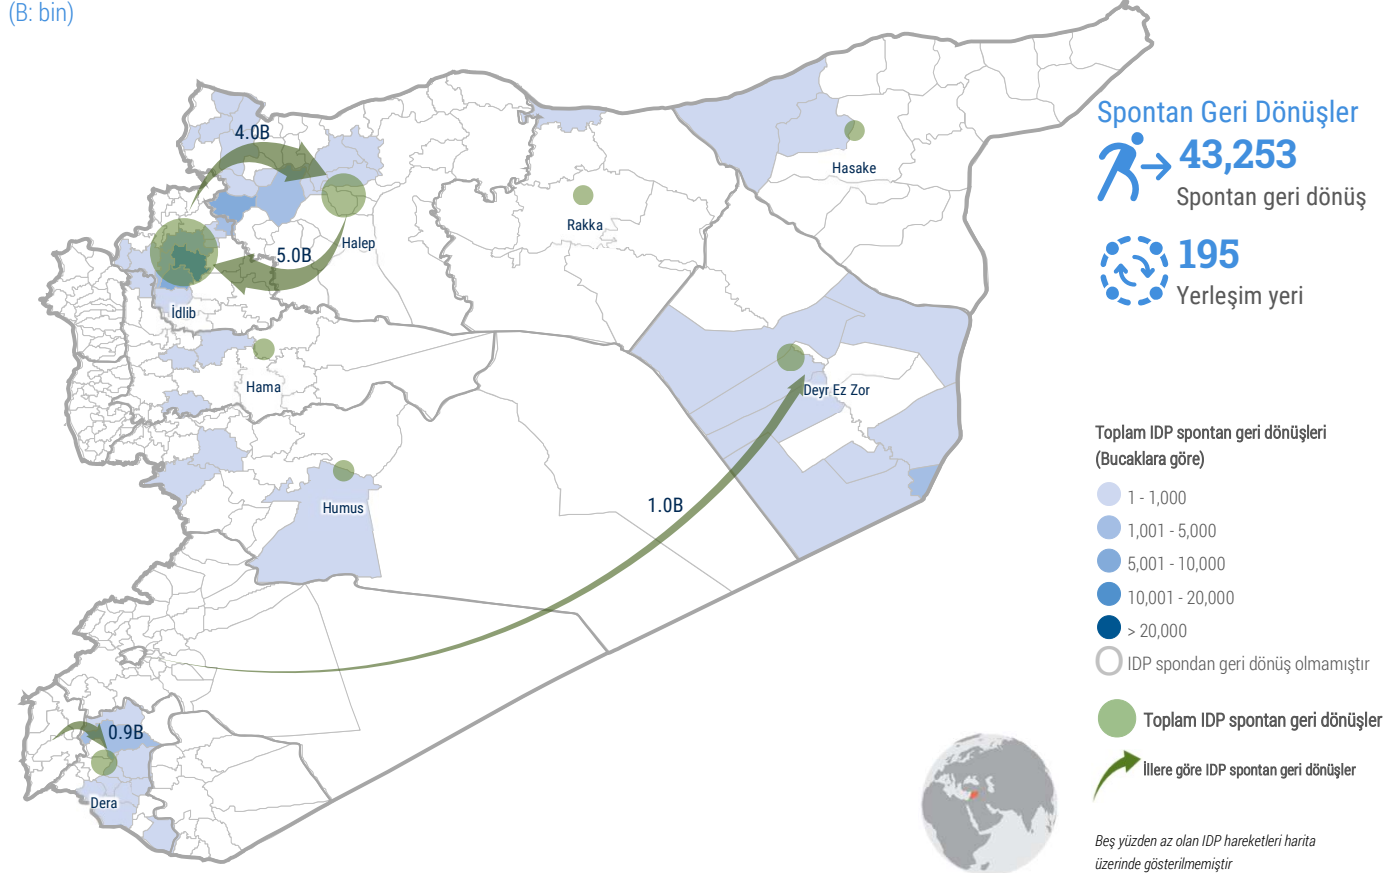 (B: bin)
4.0B
5.0B
Halep
İdlib
Hama
Humus
Rakka
Hasake
Deyr Ez Zor
1.0B
0.9B
Dera
Spontan Geri Dönüşler
43,253
Spontan geri dönüş
195
Yerleşim yeri
Toplam IDP spontan geri dönüşleri
(Bucaklara göre)
1 - 1,000
1,001 - 5,000
5,001 - 10,000
10,001 - 20,000
> 20,000
IDP spondan geri dönüş olmamıştır
Toplam IDP spontan geri dönüşler
İllere göre IDP spontan geri dönüşler
Beş yüzden az olan IDP hareketleri harita
üzerinde gösterilmemiştir